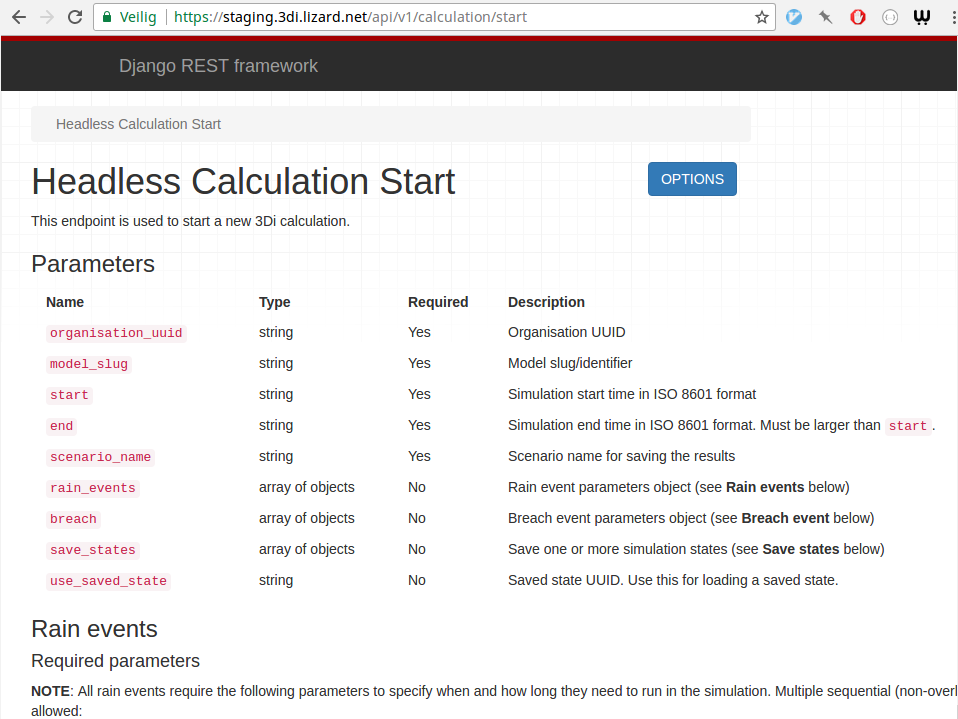 Veilig https://staging.3di.lizard.net/api/v1/calculation/start
Django REST framework
Headless Calculation Start
Headless Calculation Start OPTIONS
This endpoint is used to start a new 3Di calculation.
Parameters
Name Type Required Description
organisation_uuid string Yes Organisation UUID
model_slug string Yes Model slug/identifier
start string Yes Simulation start time in ISO 8601 format
end string Yes Simulation end time in ISO 8601 format. Must be larger than start.
scenario_name string Yes Scenario name for saving the results
rain_events array of objects No Rain event parameters object (see Rain events below)
breach array of objects No Breach event parameters object (see Breach event below)
save_states array of objects No Save one or more simulation states (see Save states below)
use_saved_state string No Saved state UUID. Use this for loading a saved state.
Rain events
Required parameters
NOTE: All rain events require the following parameters to specify when and how long they need to run in the simulation. Multiple sequential (non-overl
allowed: